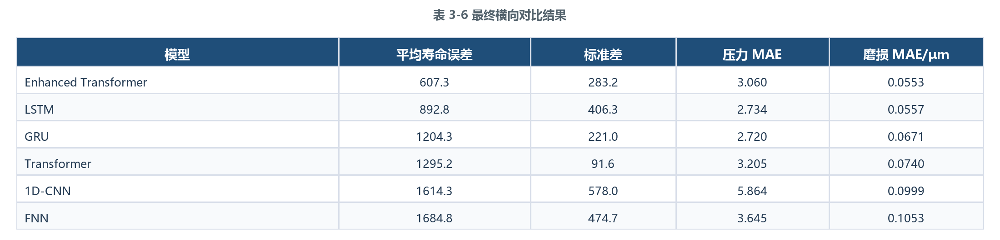 表 3-6 最终横向对比结果
模型 平均寿命误差 标准差 压力 MAE 磨损 MAE/μm
Enhanced Transformer 607.3 283.2 3.060 0.0553
LSTM 892.8 406.3 2.734 0.0557
GRU 1204.3 221.0 2.720 0.0671
Transformer 1295.2 91.6 3.205 0.0740
1D-CNN 1614.3 578.0 5.864 0.0999
FNN 1684.8 474.7 3.645 0.1053